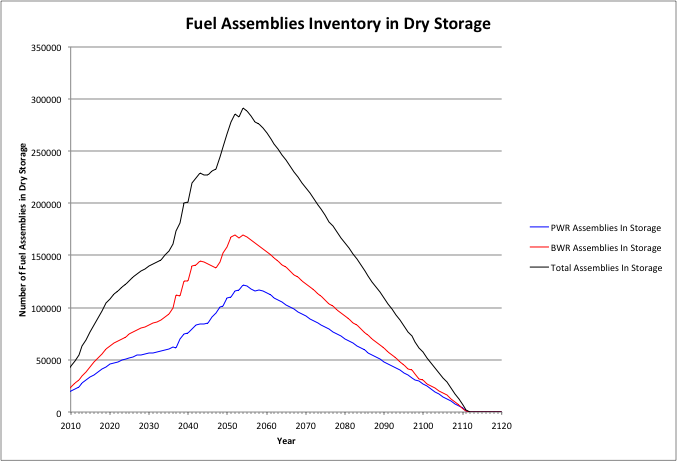 Fuel Assemblies Inventory in Dry Storage
350000
300000
250000
200000
150000
100000
50000
0
Number of Fuel Assemblies in Dry Storage
2010 2020 2030 2040 2050 2060 2070 2080 2090 2100 2110 2120
Year
PWR Assemblies In Storage
BWR Assemblies In Storage
Total Assemblies In Storage